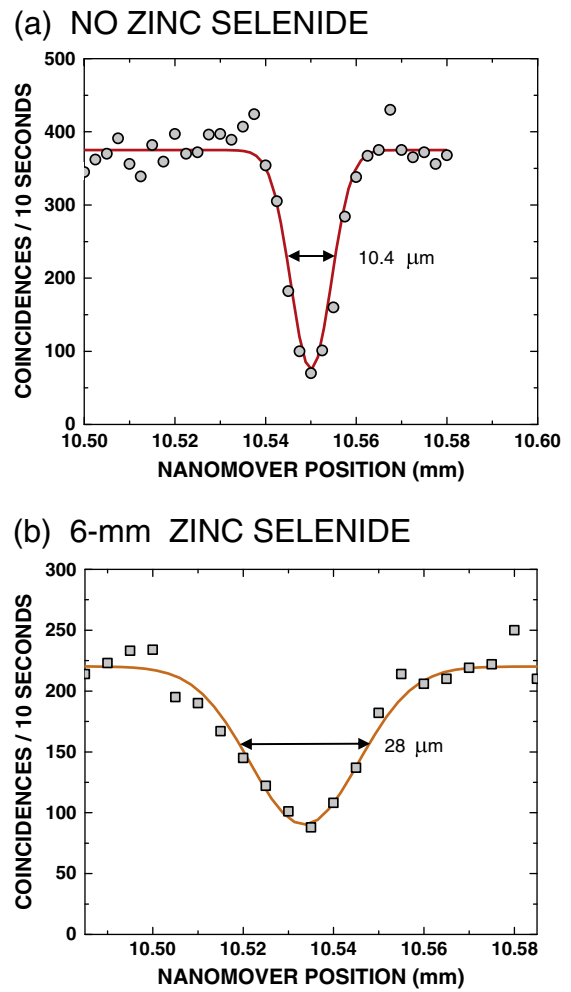 (a) NO ZINC SELENIDE
500
400
300
200
100
0
COINCIDENCES / 10 SECONDS
10.4 μm
10.50 10.52 10.54 10.56 10.58 10.60
NANOMOVER POSITION (mm)
(b) 6-mm ZINC SELENIDE
300
250
200
150
100
50
0
COINCIDENCES / 10 SECONDS
28 μm
10.50 10.52 10.54 10.56 10.58
NANOMOVER POSITION (mm)